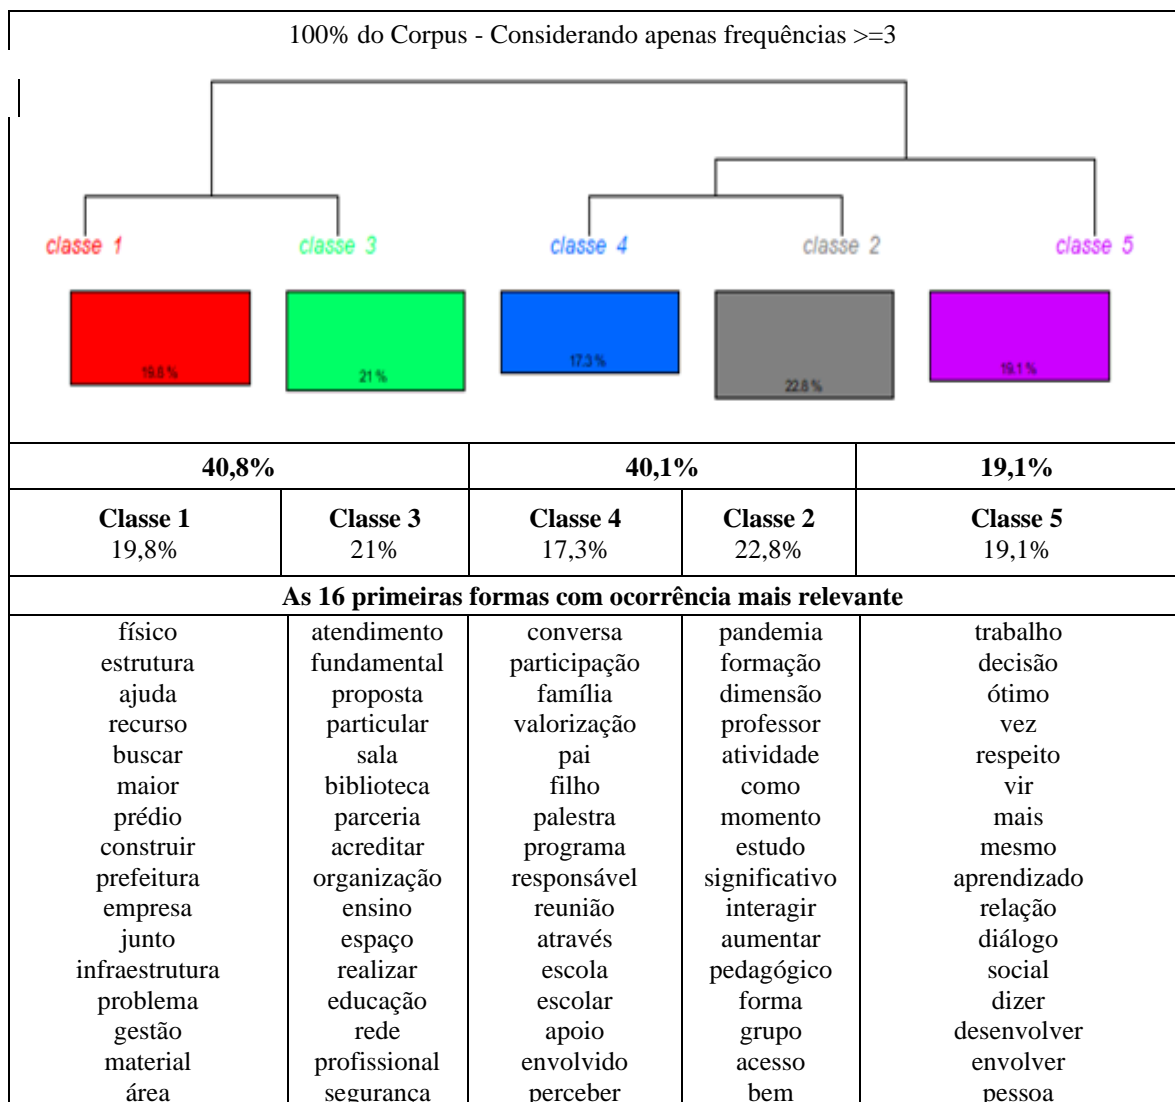 100% do Corpus - Considerando apenas frequências >=3
classe 1 classe 3 classe 4 classe 2 classe 5
19.8 % 21 % 17.3 % 22.8 % 19.1 %
40,8% 40,1% 19,1%
Classe 1 Classe 3 Classe 4 Classe 2 Classe 5
19,8% 21% 17,3% 22,8% 19,1%
As 16 primeiras formas com ocorrência mais relevante
físico atendimento conversa pandemia trabalho
estrutura fundamental participação formação decisão
ajuda proposta família dimensão ótimo
recurso particular valorização professor vez
buscar sala pai atividade respeito
maior biblioteca filho como vir
prédio parceria palestra momento mais
construir acreditar programa estudo mesmo
prefeitura organização responsável significativo aprendizado
empresa ensino reunião interagir relação
junto espaço através aumentar diálogo
infraestrutura realizar escola pedagógico social
problema educação escolar forma dizer
gestão rede apoio grupo desenvolver
material profissional envolvido acesso envolver
área segurança perceber bem pessoa